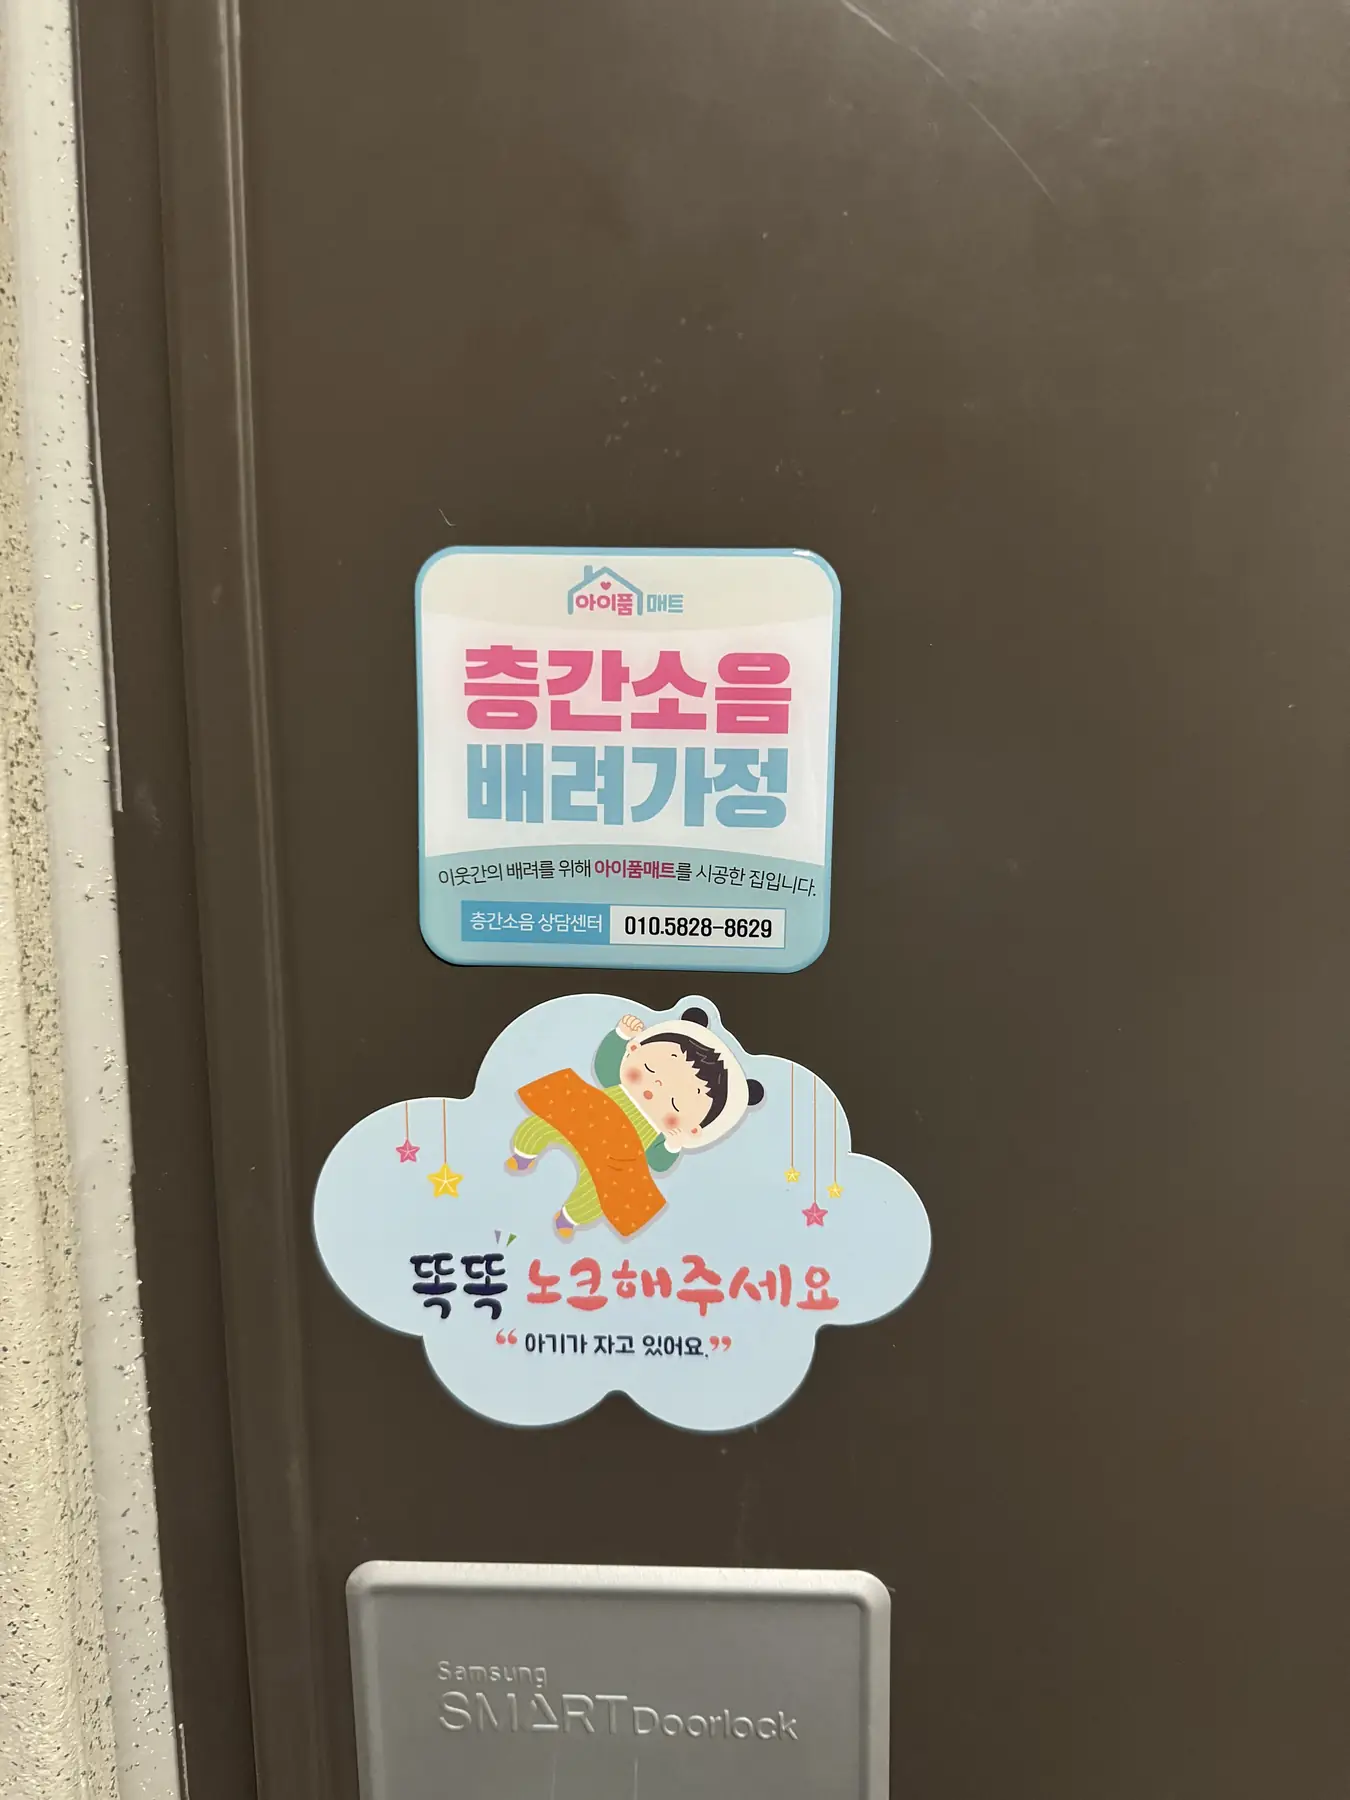 아이품 매트
층간소음
배려가정
이웃간의 배려를 위해 아이품매트를 시공한 집입니다.
층간소음 상담센터 010.5828-8629
똑똑 노크해주세요
“아기가 자고 있어요.”
Samsung
SMART Doorlock